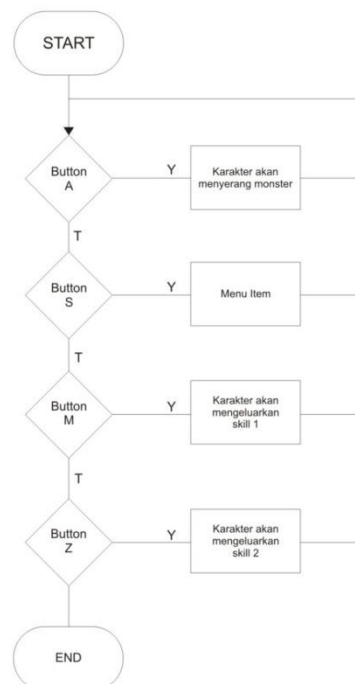 START
Button
A
Y
Karakter akan
menyerang monster
T
Button
S
Y
Menu Item
T
Button
M
Y
Karakter akan
mengeluarkan
skill 1
T
Button
Z
Y
Karakter akan
mengeluarkan
skill 2
END